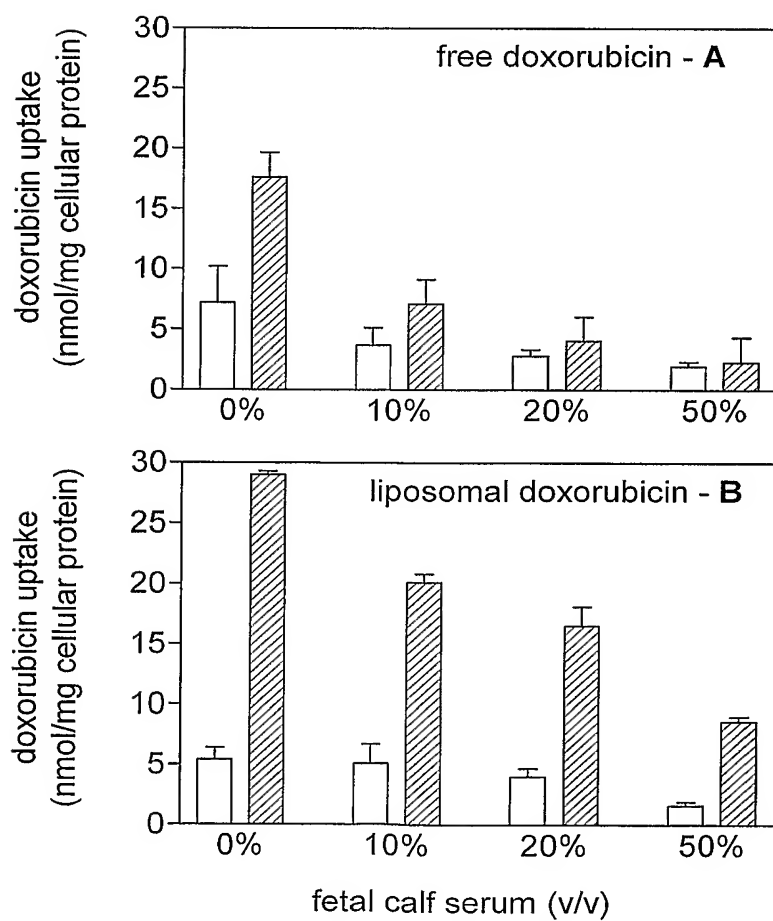 free doxorubicin - A
doxorubicin uptake
(nmol/mg cellular protein)
30
25
20
15
10
5
0
0% 10% 20% 50%
liposomal doxorubicin - B
doxorubicin uptake
(nmol/mg cellular protein)
30
25
20
15
10
5
0
0% 10% 20% 50%
fetal calf serum (v/v)